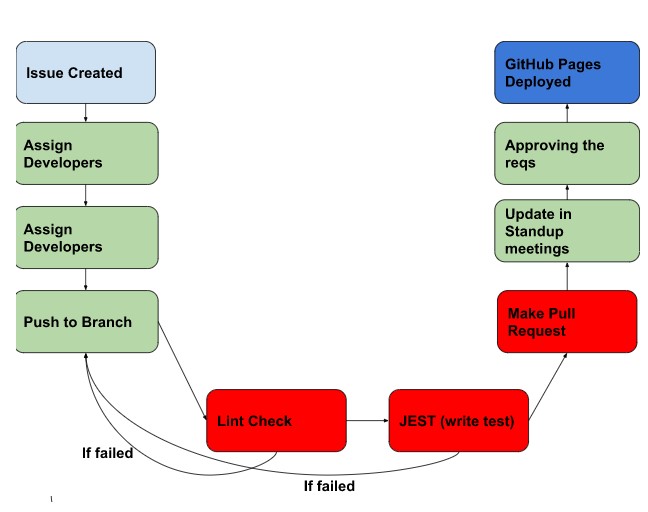 Issue Created
Assign
Developers
Assign
Developers
Push to Branch
If failed
Lint Check
If failed
JEST (write test)
Make Pull
Request
Update in
Standup
meetings
Approving the
reqs
GitHub Pages
Deployed